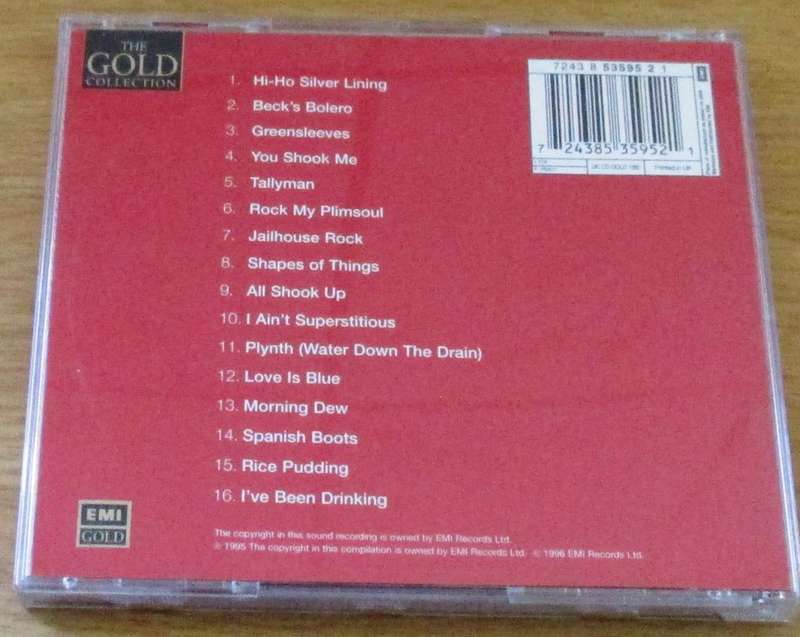 THE
GOLD
COLLECTION
7243 8 53595 2 1
7 24385 35952 1
Printed in UK
1. Hi-Ho Silver Lining
2. Beck's Bolero
3. Greensleeves
4. You Shook Me
5. Tallyman
6. Rock My Plimsoul
7. Jailhouse Rock
8. Shapes of Things
9. All Shook Up
10. I Ain't Superstitious
11. Plynth (Water Down The Drain)
12. Love Is Blue
13. Morning Dew
14. Spanish Boots
15. Rice Pudding
16. I've Been Drinking
EMI
GOLD
The copyright in this sound recording is owned by EMI Records Ltd.
℗ 1995 The copyright in this compilation is owned by EMI Records Ltd. © 1996 EMI Records Ltd.